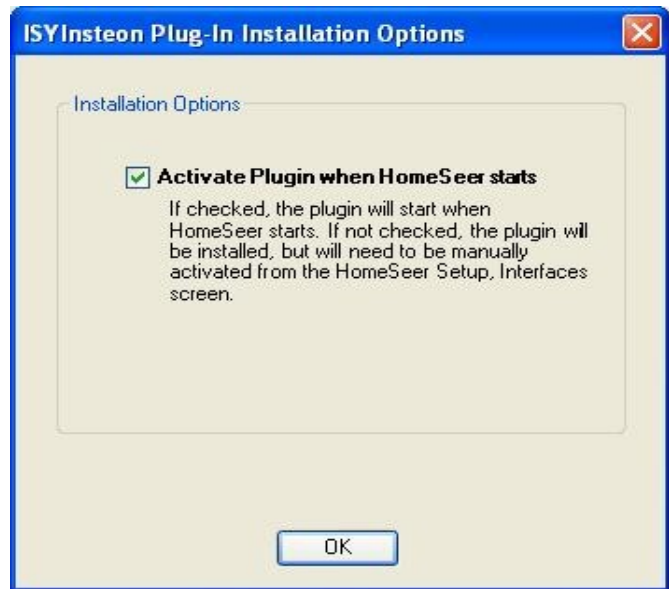 ISYInsteon Plug-In Installation Options
Installation Options
Activate Plugin when HomeSeer starts
If checked, the plugin will start when
HomeSeer starts. If not checked, the plugin will
be installed, but will need to be manually
activated from the HomeSeer Setup, Interfaces
screen.
OK